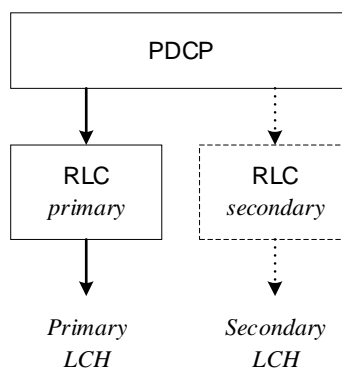 PDCP
RLC
primary
RLC
secondary
Primary
LCH
Secondary
LCH